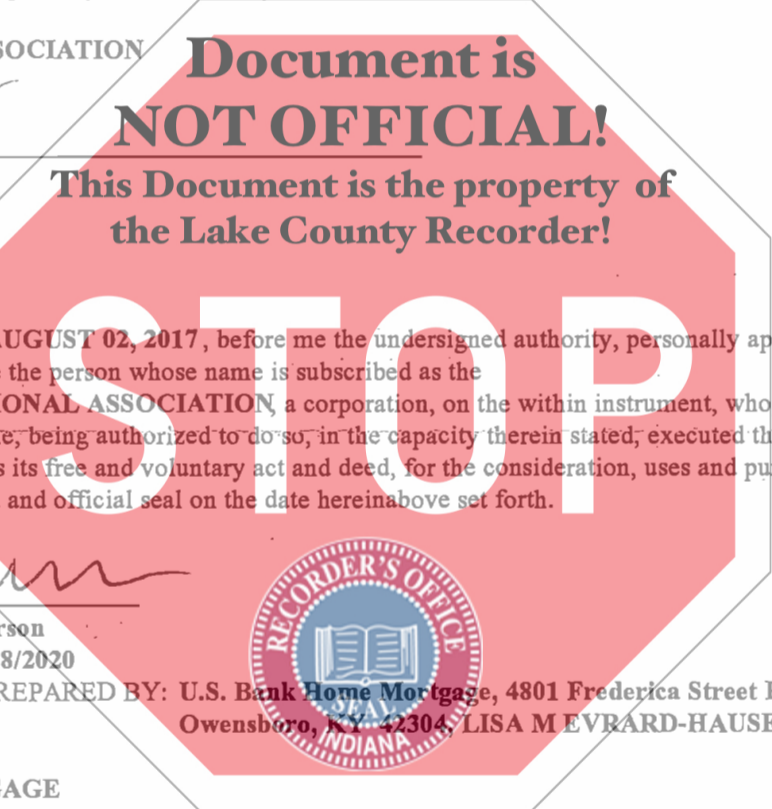 SOCIATION
Document is
NOT OFFICIAL!
This Document is the property of
the Lake County Recorder!
STOP
UGUST 02, 2017, before me the undersigned authority, personally ap
the person whose name is subscribed as the
ONAL ASSOCIATION, a corporation, on the within instrument, who
e, being authorized to do so, in the capacity therein stated, executed th
s its free and voluntary act and deed, for the consideration, uses and pu
and official seal on the date hereinabove set forth.
RECORDER'S OFFICE
SEAL
INDIANA
rson
8/2020
REPARED BY: U.S. Bank Home Mortgage, 4801 Frederica Street
Owensboro, KY 42304, LISA M EVRARD-HAUSE
GAGE